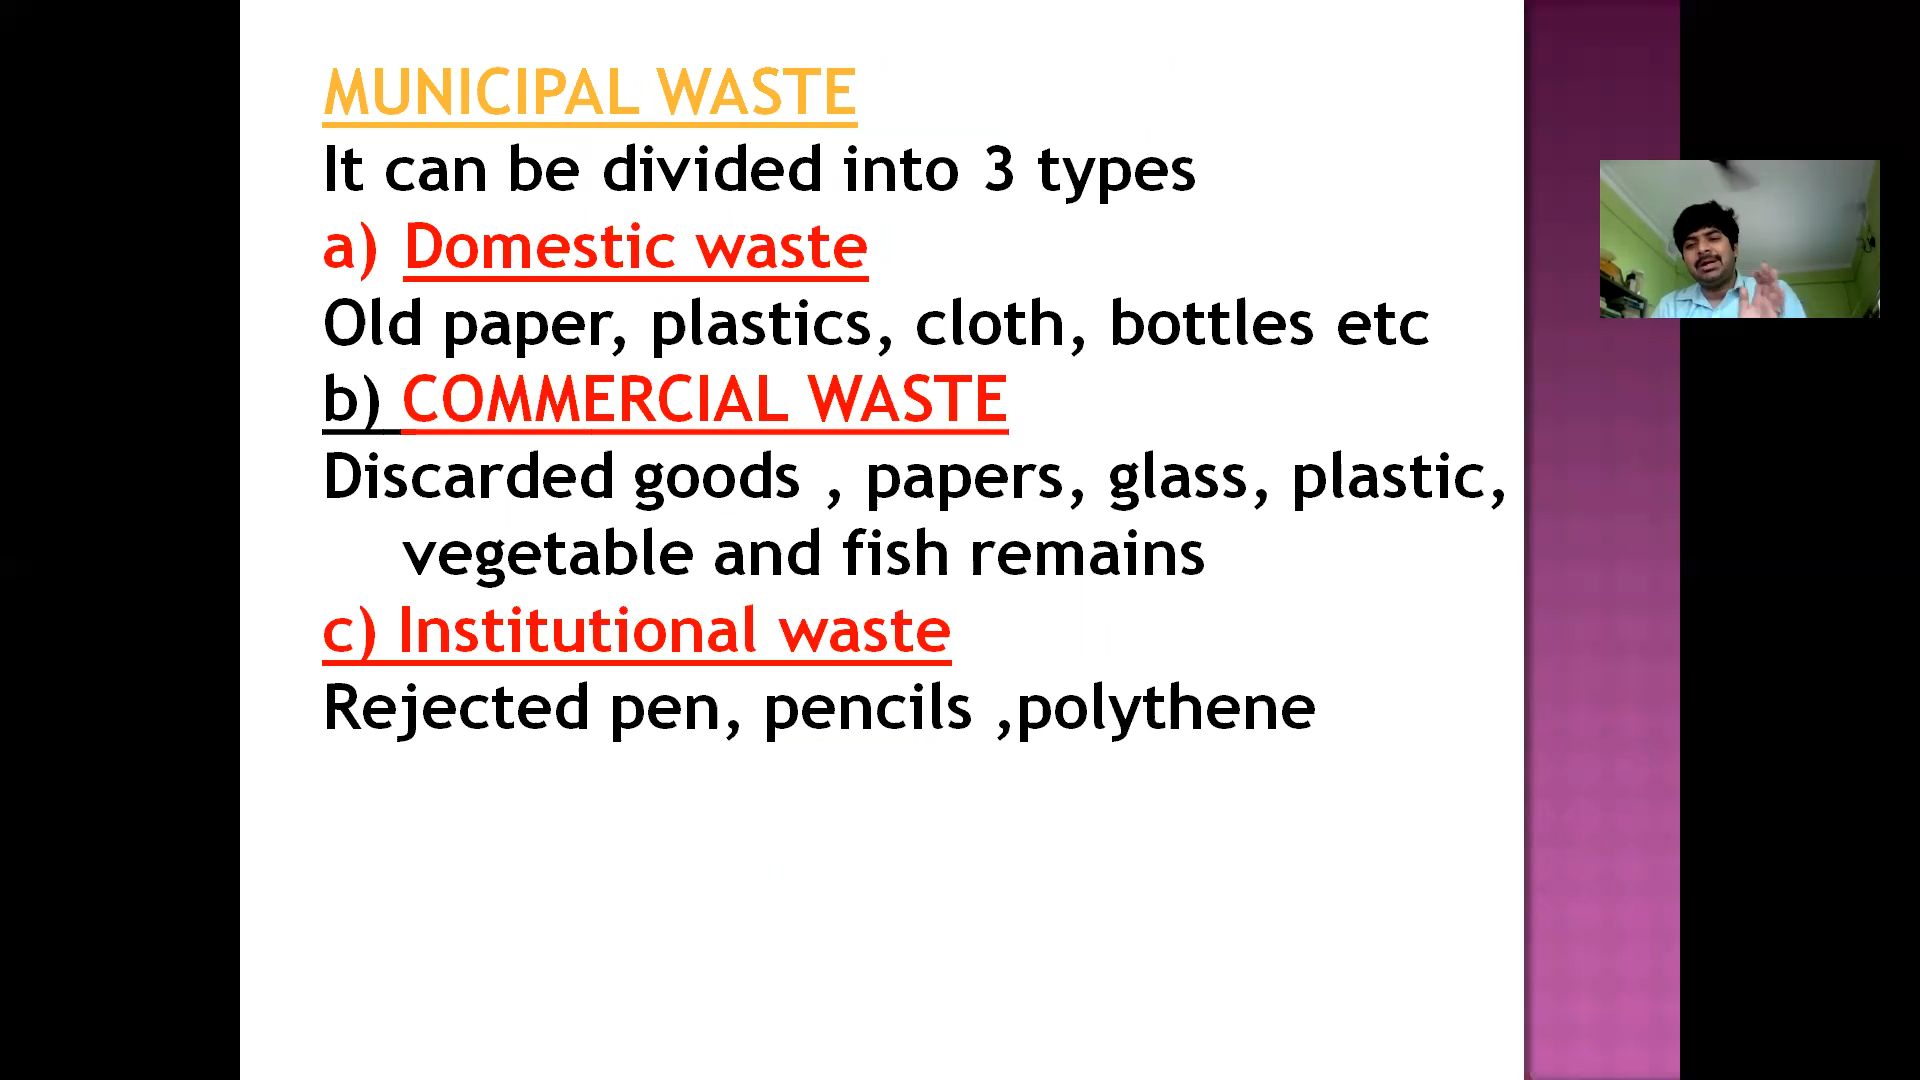 MUNICIPAL WASTE
It can be divided into 3 types
a) Domestic waste
Old paper, plastics, cloth, bottles etc
b) COMMERCIAL WASTE
Discarded goods , papers, glass, plastic,
vegetable and fish remains
c) Institutional waste
Rejected pen, pencils ,polythene